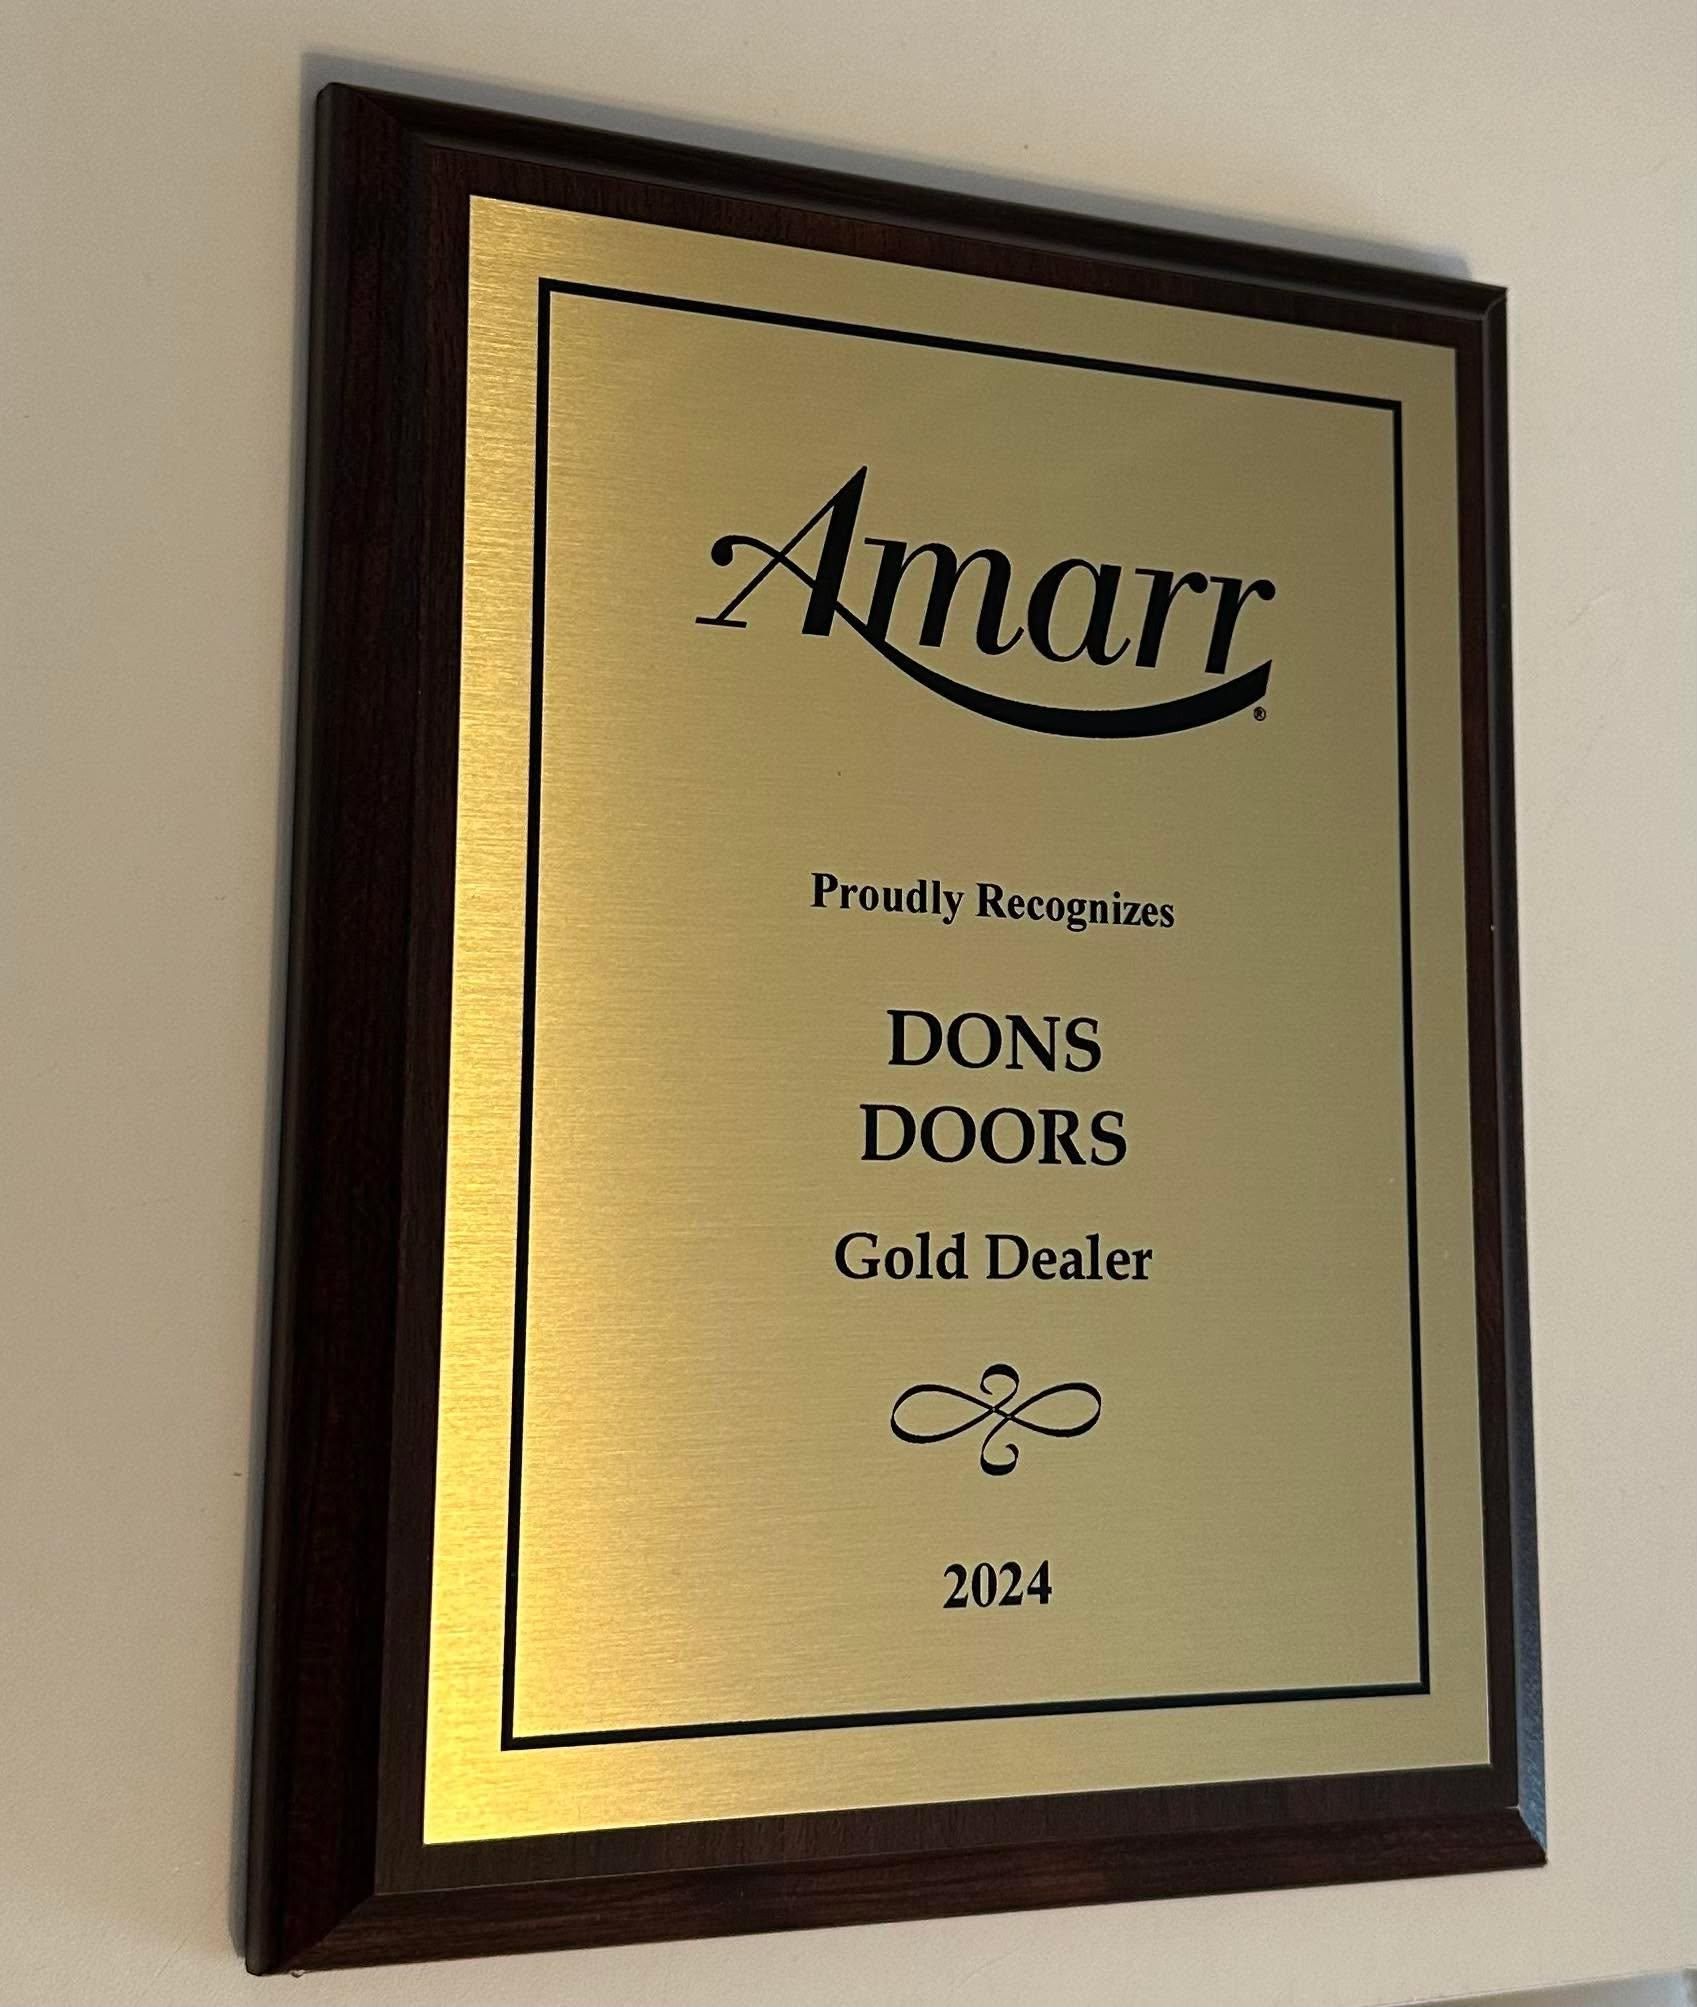 Amarr
®
Proudly Recognizes
DONS
DOORS
Gold Dealer
2024